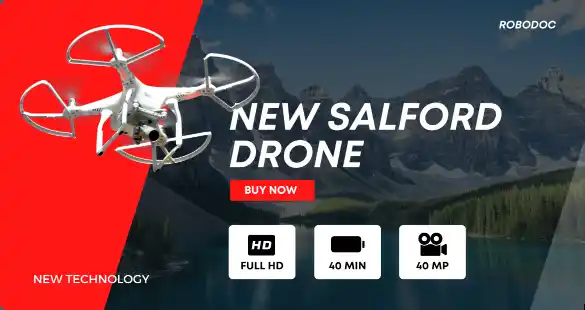 ROBODOC
NEW SALFORD
DRONE
BUY NOW
HD
FULL HD
40 MIN
40 MP
NEW TECHNOLOGY